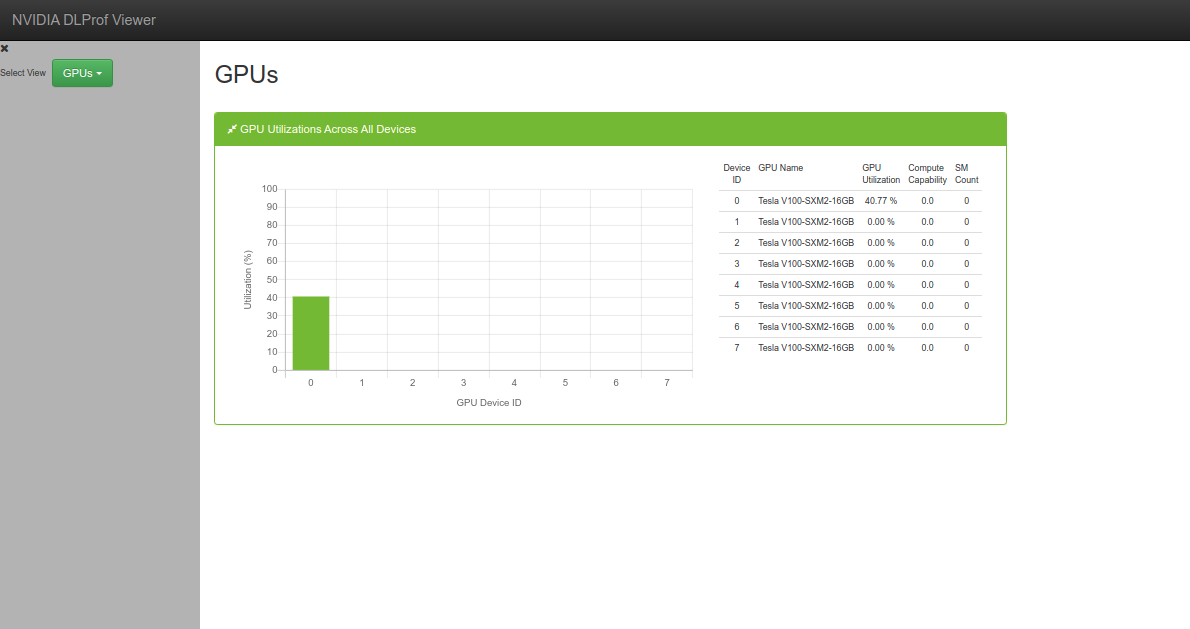 NVIDIA DLProf Viewer
Select View GPUs
GPUs
GPU Utilizations Across All Devices
100
90
80
70
60
50
40
30
20
10
0
Utilization (%)
0 1 2 3 4 5 6 7
GPU Device ID
Device ID GPU Name GPU Utilization Compute Capability SM Count
0 Tesla V100-SXM2-16GB 40.77 % 0.0 0
1 Tesla V100-SXM2-16GB 0.00 % 0.0 0
2 Tesla V100-SXM2-16GB 0.00 % 0.0 0
3 Tesla V100-SXM2-16GB 0.00 % 0.0 0
4 Tesla V100-SXM2-16GB 0.00 % 0.0 0
5 Tesla V100-SXM2-16GB 0.00 % 0.0 0
6 Tesla V100-SXM2-16GB 0.00 % 0.0 0
7 Tesla V100-SXM2-16GB 0.00 % 0.0 0